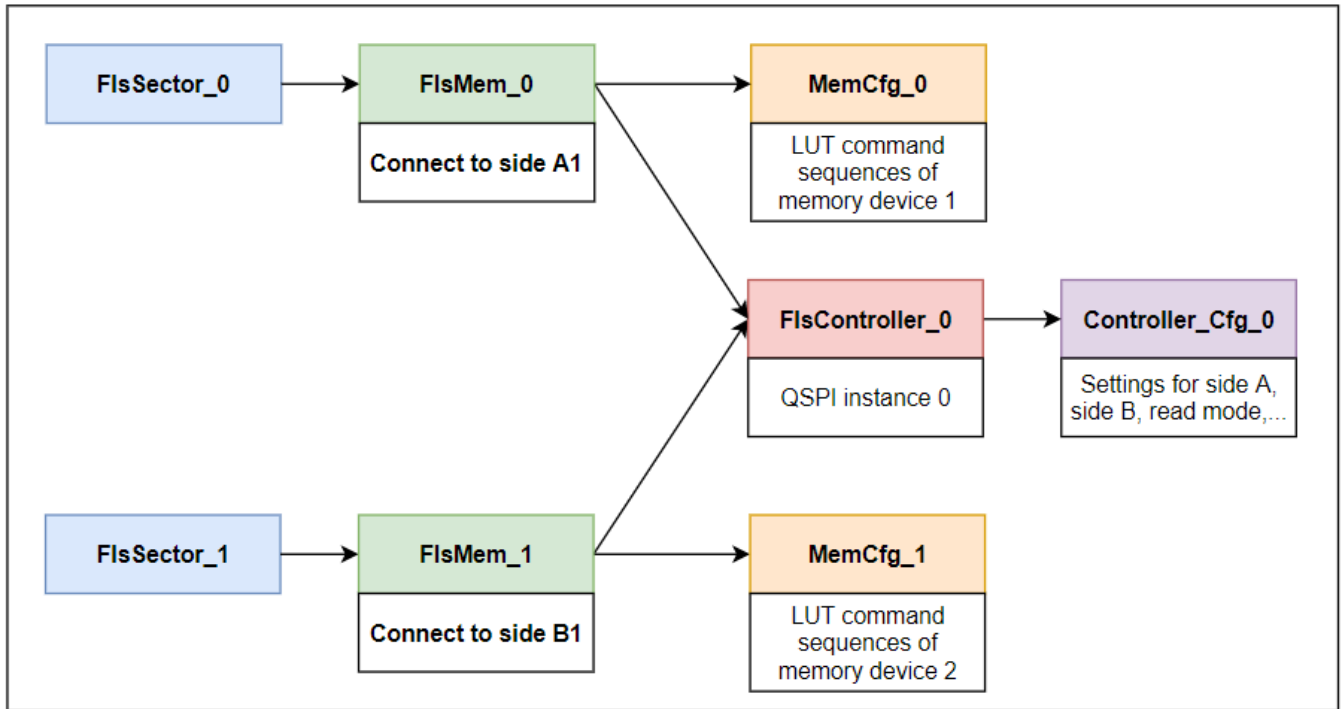 FlsSector_0
FlsMem_0
MemCfg_0
Connect to side A1
LUT command
sequences of
memory device 1
FlsController_0
Controller_Cfg_0
QSPI instance 0
Settings for side A,
side B, read mode,...
FlsSector_1
FlsMem_1
MemCfg_1
Connect to side B1
LUT command
sequences of
memory device 2